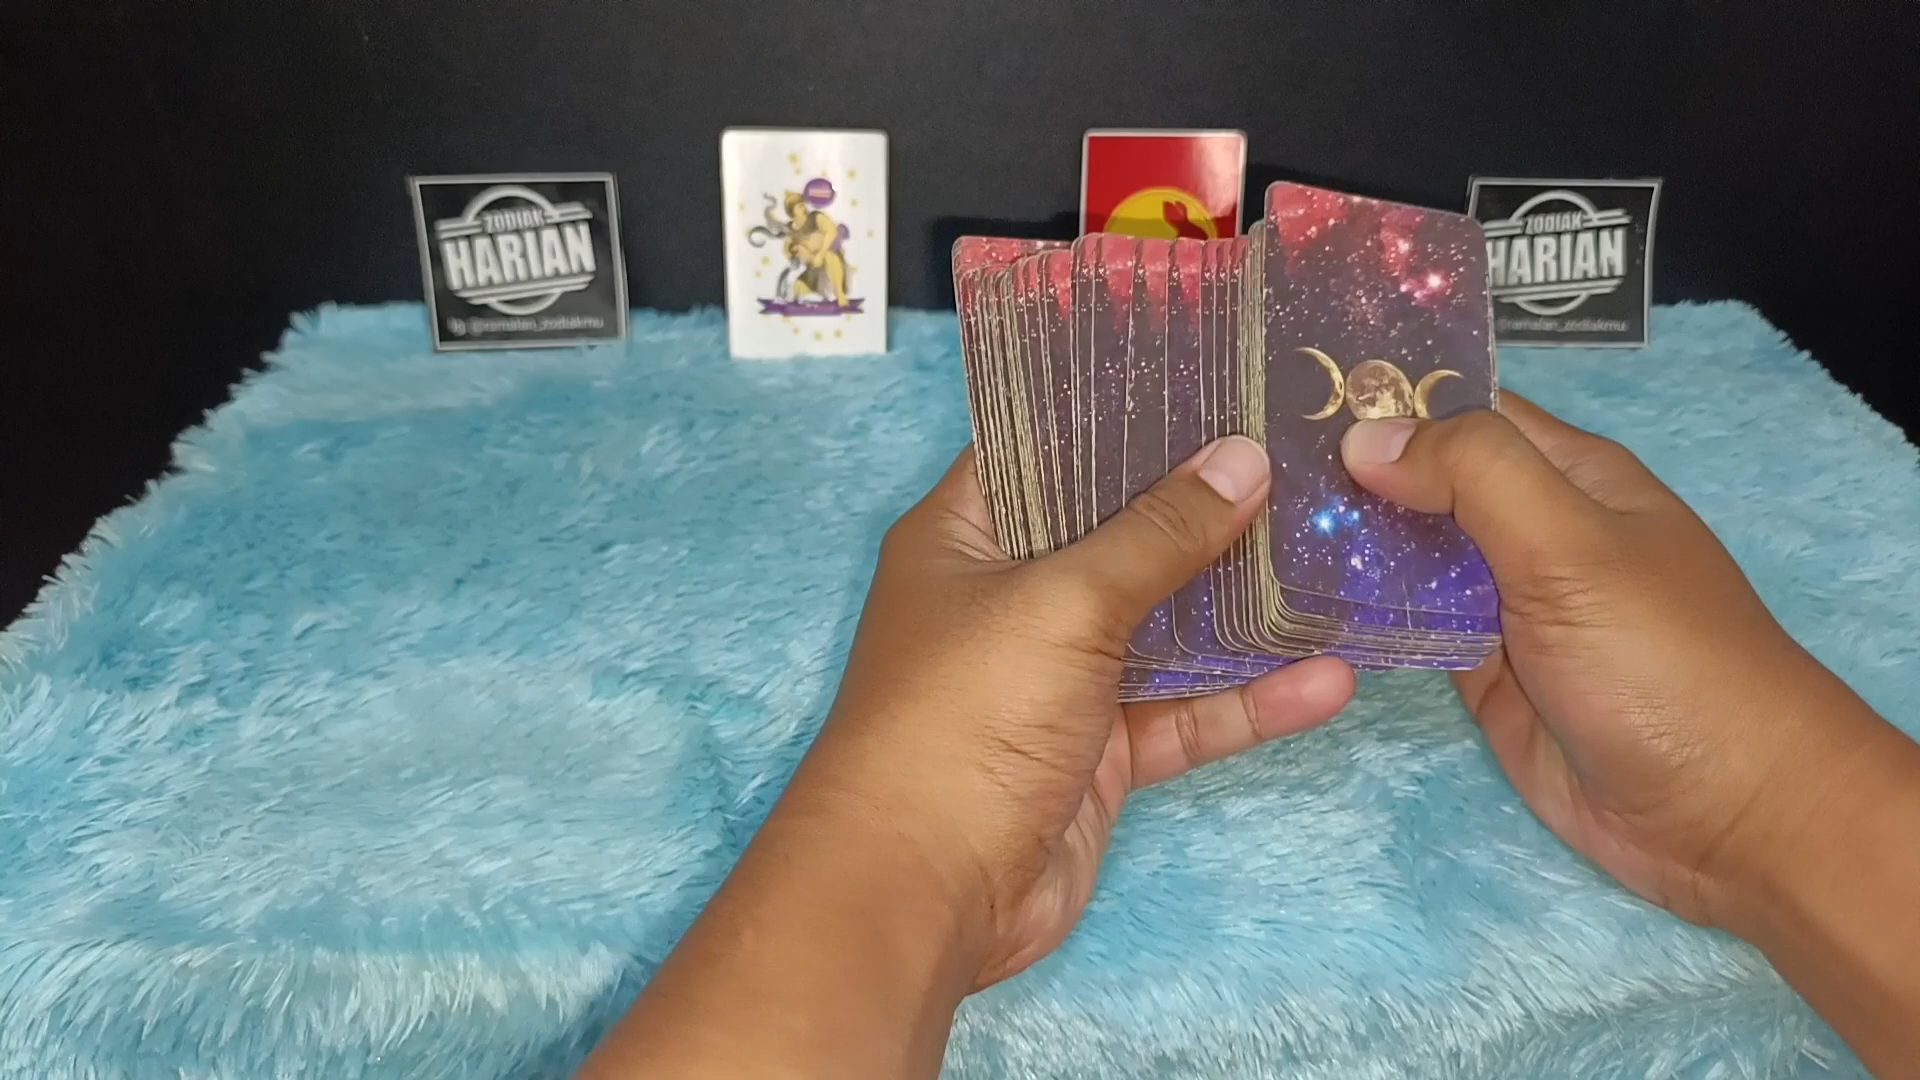 ZODIAK
HARIAN
Ig @ramalan_zodiakmu
ZODIAK
HARIAN
@ramalan_zodiakmu